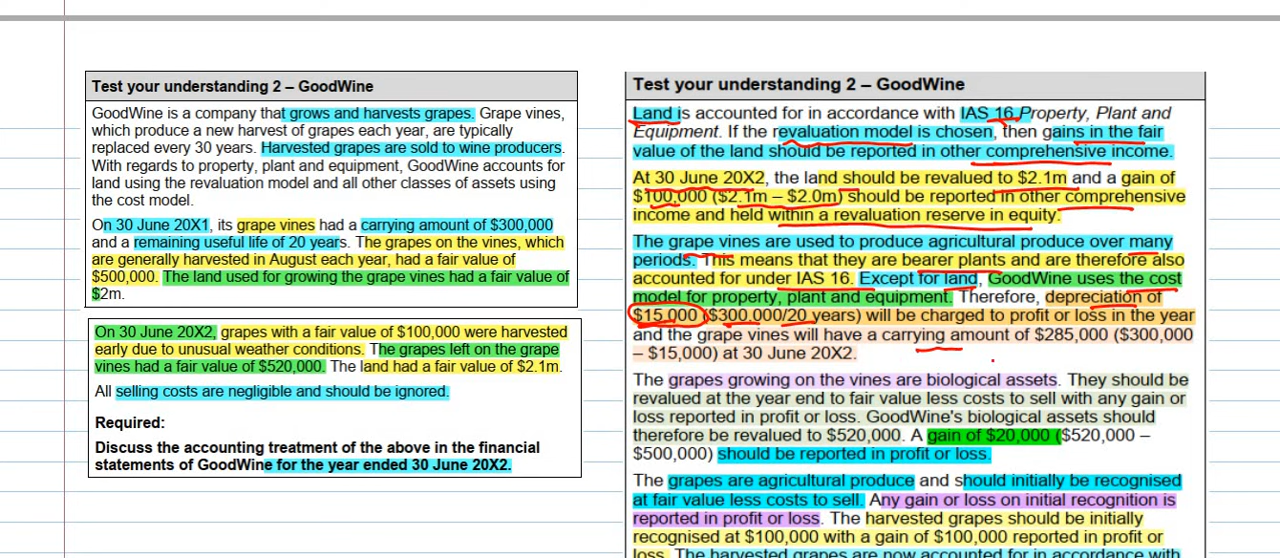 Test your understanding 2 – GoodWine
GoodWine is a company that grows and harvests grapes. Grape vines,
which produce a new harvest of grapes each year, are typically
replaced every 30 years. Harvested grapes are sold to wine producers.
With regards to property, plant and equipment, GoodWine accounts for
land using the revaluation model and all other classes of assets using
the cost model.
On 30 June 20X1, its grape vines had a carrying amount of $300,000
and a remaining useful life of 20 years. The grapes on the vines, which
are generally harvested in August each year, had a fair value of
$500,000. The land used for growing the grape vines had a fair value of
$2m.
On 30 June 20X2, grapes with a fair value of $100,000 were harvested
early due to unusual weather conditions. The grapes left on the grape
vines had a fair value of $520,000. The land had a fair value of $2.1m.
All selling costs are negligible and should be ignored.
Required:
Discuss the accounting treatment of the above in the financial
statements of GoodWine for the year ended 30 June 20X2.
Test your understanding 2 – GoodWine
Land is accounted for in accordance with IAS 16 Property, Plant and
Equipment. If the revaluation model is chosen, then gains in the fair
value of the land should be reported in other comprehensive income.
At 30 June 20X2, the land should be revalued to $2.1m and a gain of
$100,000 ($2.1m – $2.0m) should be reported in other comprehensive
income and held within a revaluation reserve in equity.
The grape vines are used to produce agricultural produce over many
periods. This means that they are bearer plants and are therefore also
accounted for under IAS 16. Except for land, GoodWine uses the cost
model for property, plant and equipment. Therefore, depreciation of
$15,000 ($300,000/20 years) will be charged to profit or loss in the year
and the grape vines will have a carrying amount of $285,000 ($300,000
– $15,000) at 30 June 20X2.
The grapes growing on the vines are biological assets. They should be
revalued at the year end to fair value less costs to sell with any gain or
loss reported in profit or loss. GoodWine's biological assets should
therefore be revalued to $520,000. A gain of $20,000 ($520,000 –
$500,000) should be reported in profit or loss.
The grapes are agricultural produce and should initially be recognised
at fair value less costs to sell. Any gain or loss on initial recognition is
reported in profit or loss. The harvested grapes should be initially
recognised at $100,000 with a gain of $100,000 reported in profit or
loss. The harvested grapes are now accounted for in accordance with